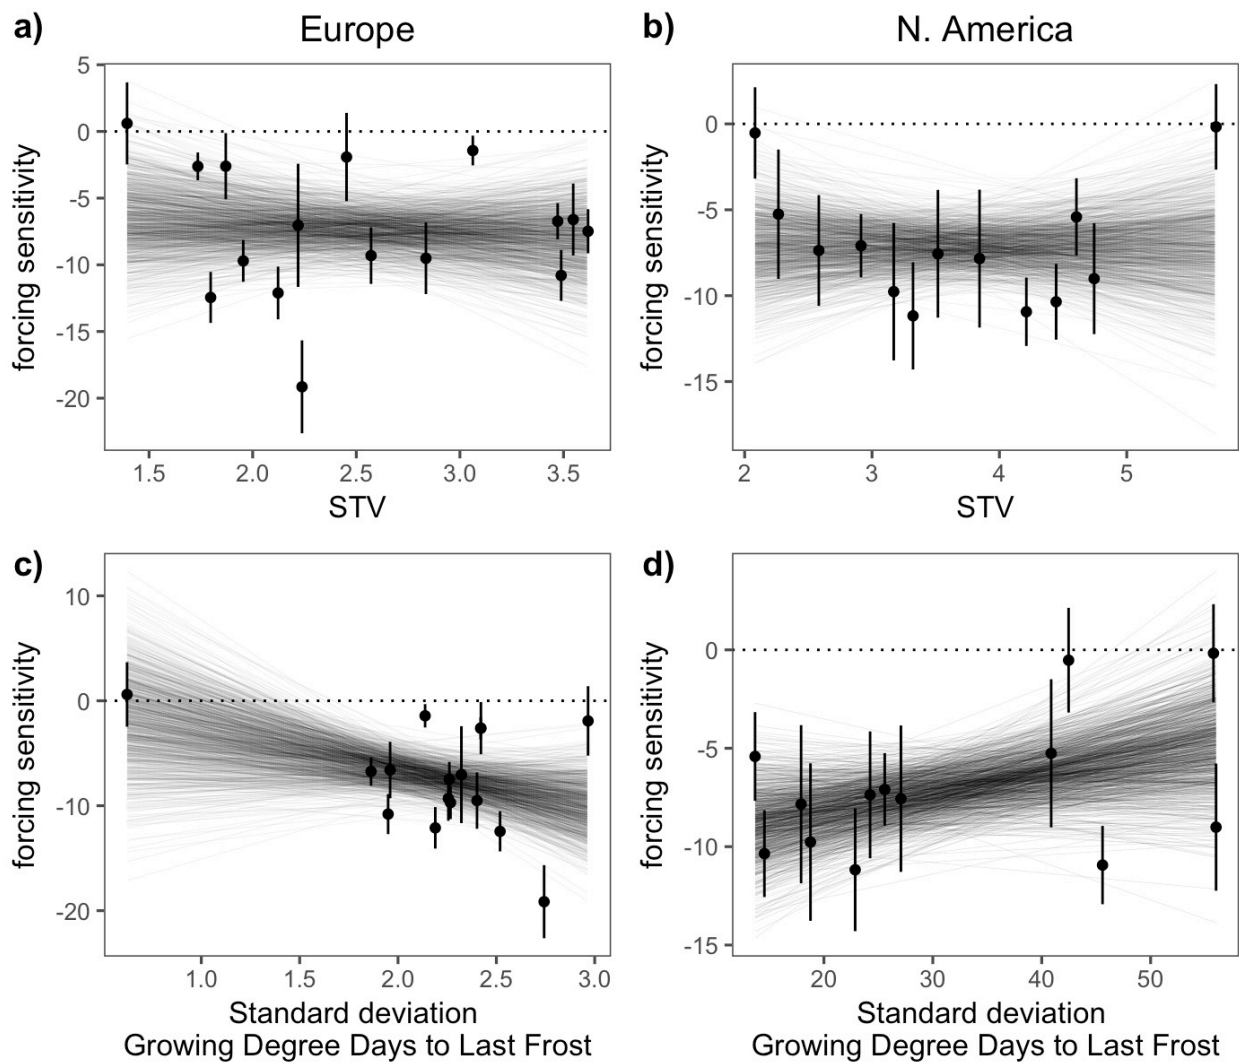 a) Europe
b) N. America
forcing sensitivity
5
0
-5
-10
-15
-20
1.5 2.0 2.5 3.0 3.5
STV
forcing sensitivity
0
-5
-10
-15
2 3 4 5
STV
c)
forcing sensitivity
10
0
-10
-20
1.0 1.5 2.0 2.5 3.0
Standard deviation
Growing Degree Days to Last Frost
d)
forcing sensitivity
0
-5
-10
-15
20 30 40 50
Standard deviation
Growing Degree Days to Last Frost